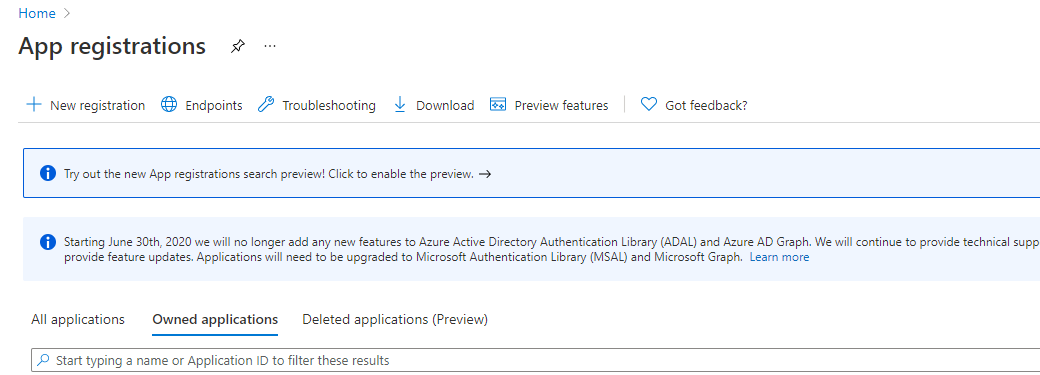 Home
App registrations
New registration Endpoints Troubleshooting Download Preview features Got feedback?
Try out the new App registrations search preview! Click to enable the preview. →
Starting June 30th, 2020 we will no longer add any new features to Azure Active Directory Authentication Library (ADAL) and Azure AD Graph. We will continue to provide technical supp
provide feature updates. Applications will need to be upgraded to Microsoft Authentication Library (MSAL) and Microsoft Graph. Learn more
All applications Owned applications Deleted applications (Preview)
Start typing a name or Application ID to filter these results